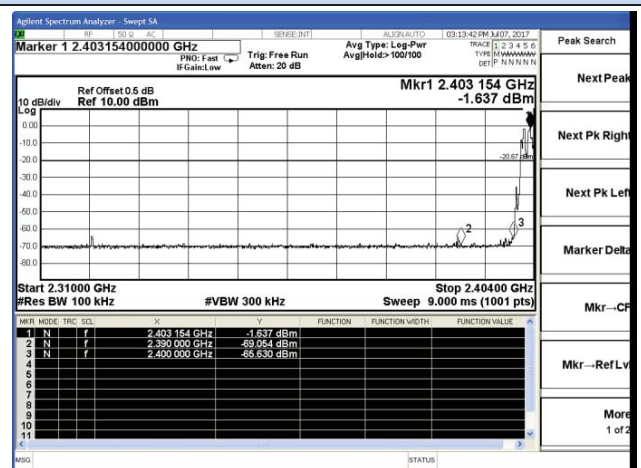 Agilent Spectrum Analyzer - Swept SA
RF 50 Ω AC SENSE:INT ALIGN AUTO 03:13:42 PM Jul 07, 2017
Marker 1 2.403154000000 GHz
PNO: Fast
IFGain:Low
Trig: Free Run
Atten: 20 dB
Avg Type: Log-Pwr
Avg|Hold:>100/100
TRACE 1 2 3 4 5 6
TYPE M
DET P N N N N N
Ref Offset 0.5 dB
10 dB/div Ref 10.00 dBm
Log
Mkr1 2.403 154 GHz
-1.637 dBm
0.00
-10.0
-20.0
-30.0
-40.0
-50.0
-60.0
-70.0
-80.0
-20.67 dBm
2
3
Start 2.31000 GHz
Stop 2.40400 GHz
#Res BW 100 kHz
#VBW 300 kHz
Sweep 9.000 ms (1001 pts)
MKR MODE TRC SCL X Y FUNCTION FUNCTION WIDTH FUNCTION VALUE
1 N f 2.403 154 GHz -1.637 dBm
2 N f 2.390 000 GHz -69.054 dBm
3 N f 2.400 000 GHz -65.630 dBm
4
5
6
7
8
9
10
11
MSG
STATUS
Peak Search
Next Peak
Next Pk Right
Next Pk Left
Marker Delta
Mkr→CF
Mkr→Ref Lvl
More
1 of 2